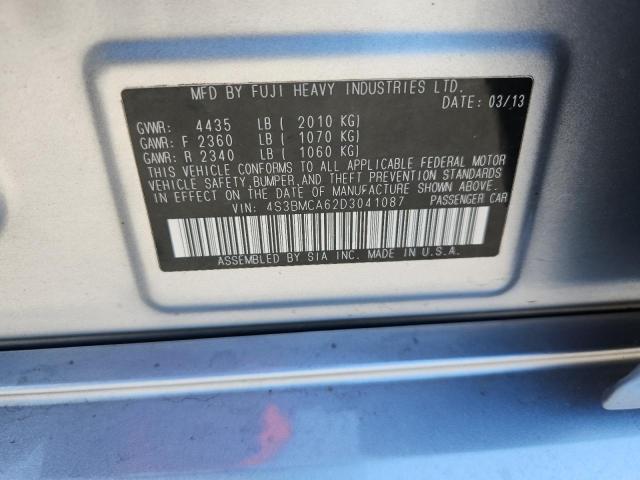 MFD BY FUJI HEAVY INDUSTRIES LTD.
DATE: 03/13
GVWR: 4435 LB ( 2010 KG)
GAWR: F 2360 LB ( 1070 KG)
GAWR: R 2340 LB ( 1060 KG)
THIS VEHICLE CONFORMS TO ALL APPLICABLE FEDERAL MOTOR
VEHICLE SAFETY,BUMPER,AND THEFT PREVENTION STANDARDS
IN EFFECT ON THE DATE OF MANUFACTURE SHOWN ABOVE.
VIN: 4S3BMCA62D3041087 PASSENGER CAR
ASSEMBLED BY SIA INC. MADE IN U.S.A.